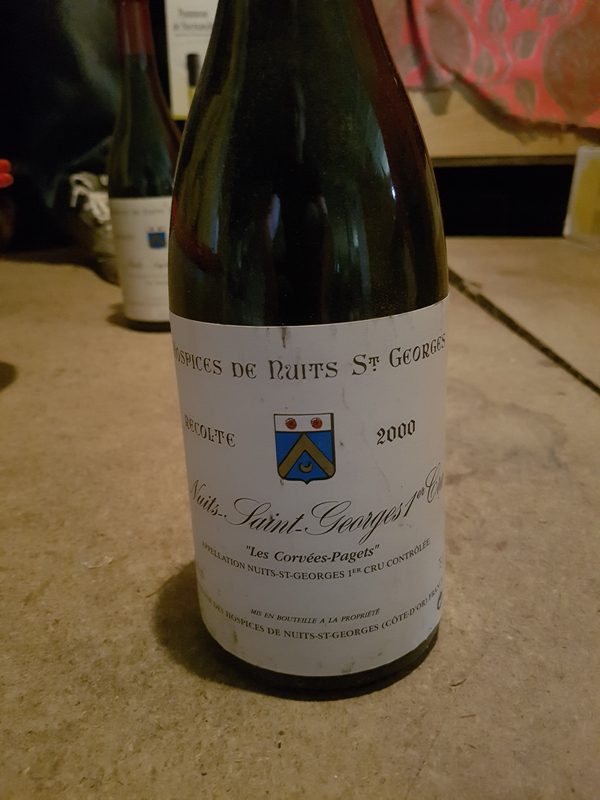 HOSPICES DE NUITS ST GEORGES
RECOLTE 2000
Nuits-Saint-Georges 1er
"Les Corvées-Pagets"
APPELLATION NUITS-ST-GEORGES 1ER CRU CONTRÔLÉE
MIS EN BOUTEILLE A LA PROPRIÉTÉ
DES HOSPICES DE NUITS-ST-GEORGES (CÔTE-D'OR)